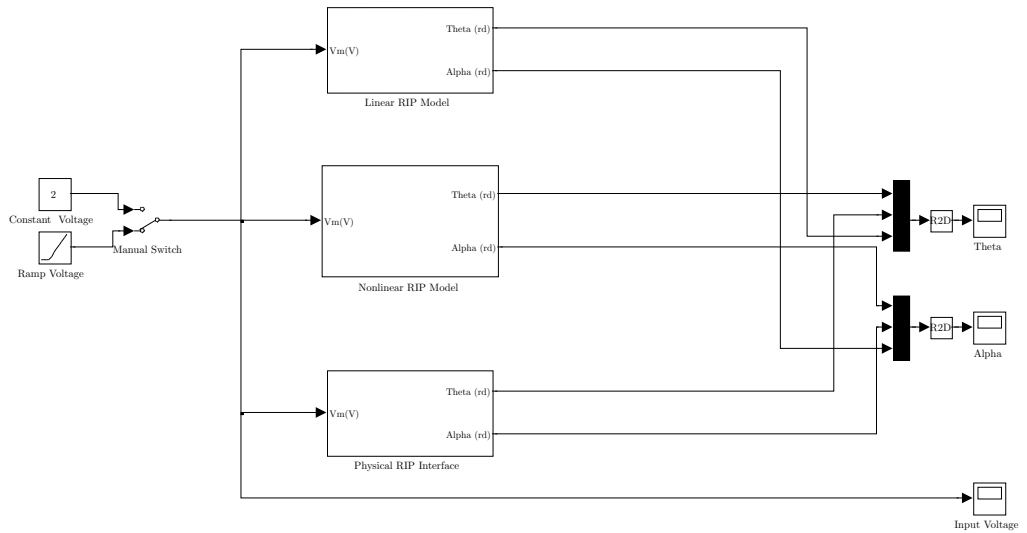 Theta (rd)
Vm(V)
Alpha (rd)
Linear RIP Model
2
Constant Voltage
Ramp Voltage
Manual Switch
Theta (rd)
Vm(V)
Alpha (rd)
Nonlinear RIP Model
R2D
Theta
R2D
Alpha
Theta (rd)
Vm(V)
Alpha (rd)
Physical RIP Interface
Input Voltage